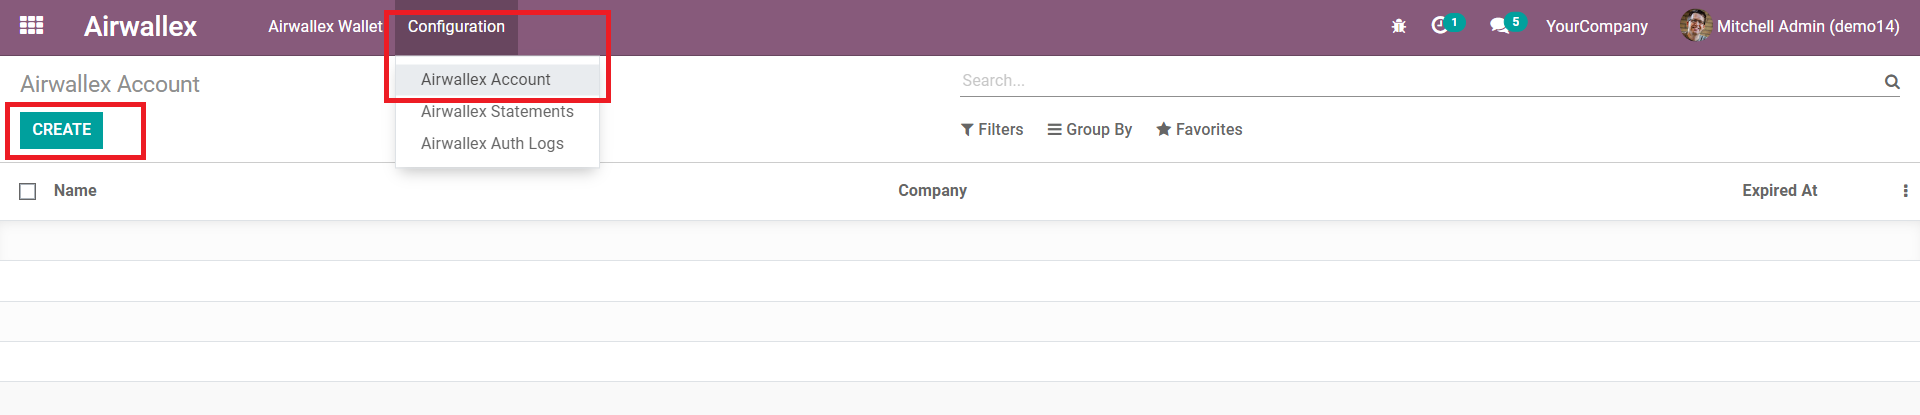 Airwallex
Airwallex Wallet
Configuration
1
5
YourCompany
Mitchell Admin (demo14)
Airwallex Account
Airwallex Account
Airwallex Statements
Airwallex Auth Logs
Search...
CREATE
Filters
Group By
Favorites
Name
Company
Expired At